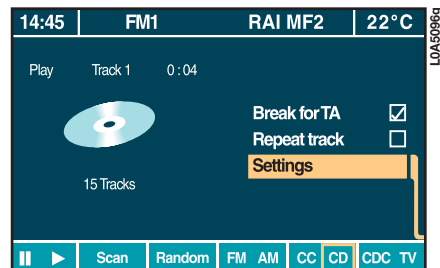 14:45 FM1 RAI MF2 22°C
Play Track 1 0:04
Break for TA
Repeat track
Settings
15 Tracks
Scan Random FM AM CC CD CDC TV
L0A5096g